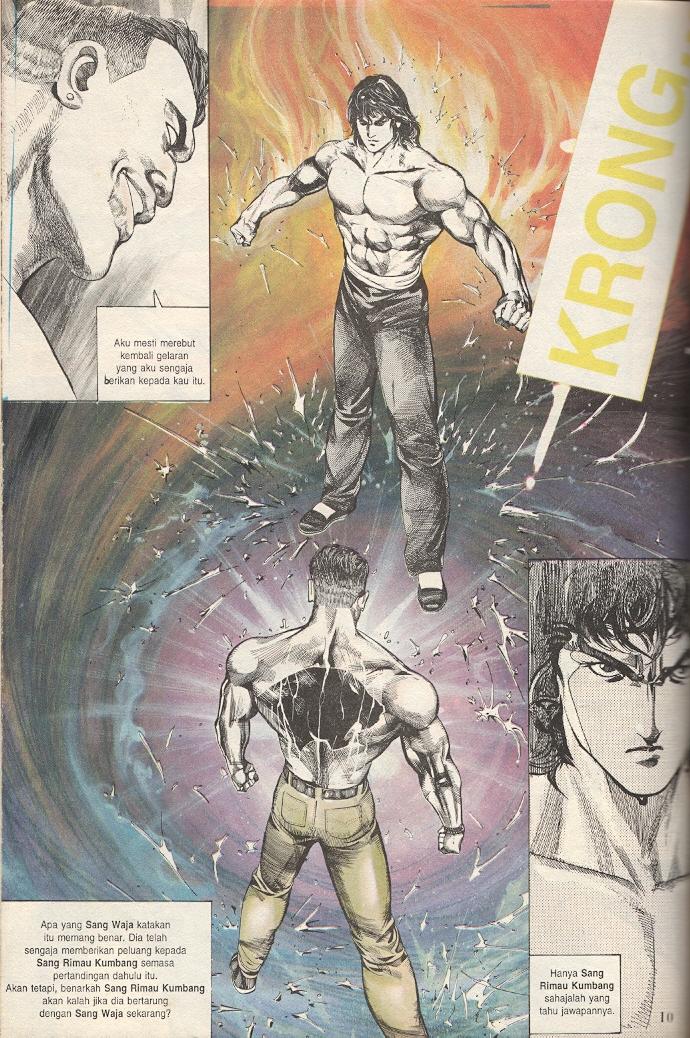 Aku mesti merebut
kembali gelaran
yang aku sengaja
berikan kepada kau itu.
KRONG..
Apa yang Sang Waja katakan
itu memang benar. Dia telah
sengaja memberikan peluang kepada
Sang Rimau Kumbang semasa
pertandingan dahulu itu.
Akan tetapi, benarkah Sang Rimau Kumbang
akan kalah jika dia bertarung
dengan Sang Waja sekarang?
Hanya Sang
Rimau Kumbang
sahajalah yang
tahu jawapannya.
10